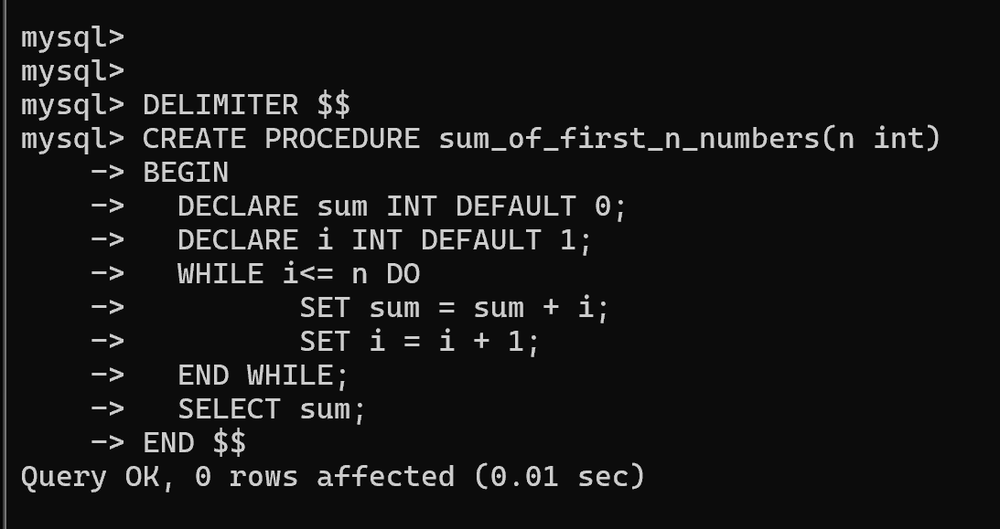 mysql>
mysql>
mysql> DELIMITER $$
mysql> CREATE PROCEDURE sum_of_first_n_numbers(n int)
    -> BEGIN
    ->   DECLARE sum INT DEFAULT 0;
    ->   DECLARE i INT DEFAULT 1;
    ->   WHILE i<= n DO
    ->          SET sum = sum + i;
    ->          SET i = i + 1;
    ->   END WHILE;
    ->   SELECT sum;
    -> END $$
Query OK, 0 rows affected (0.01 sec)